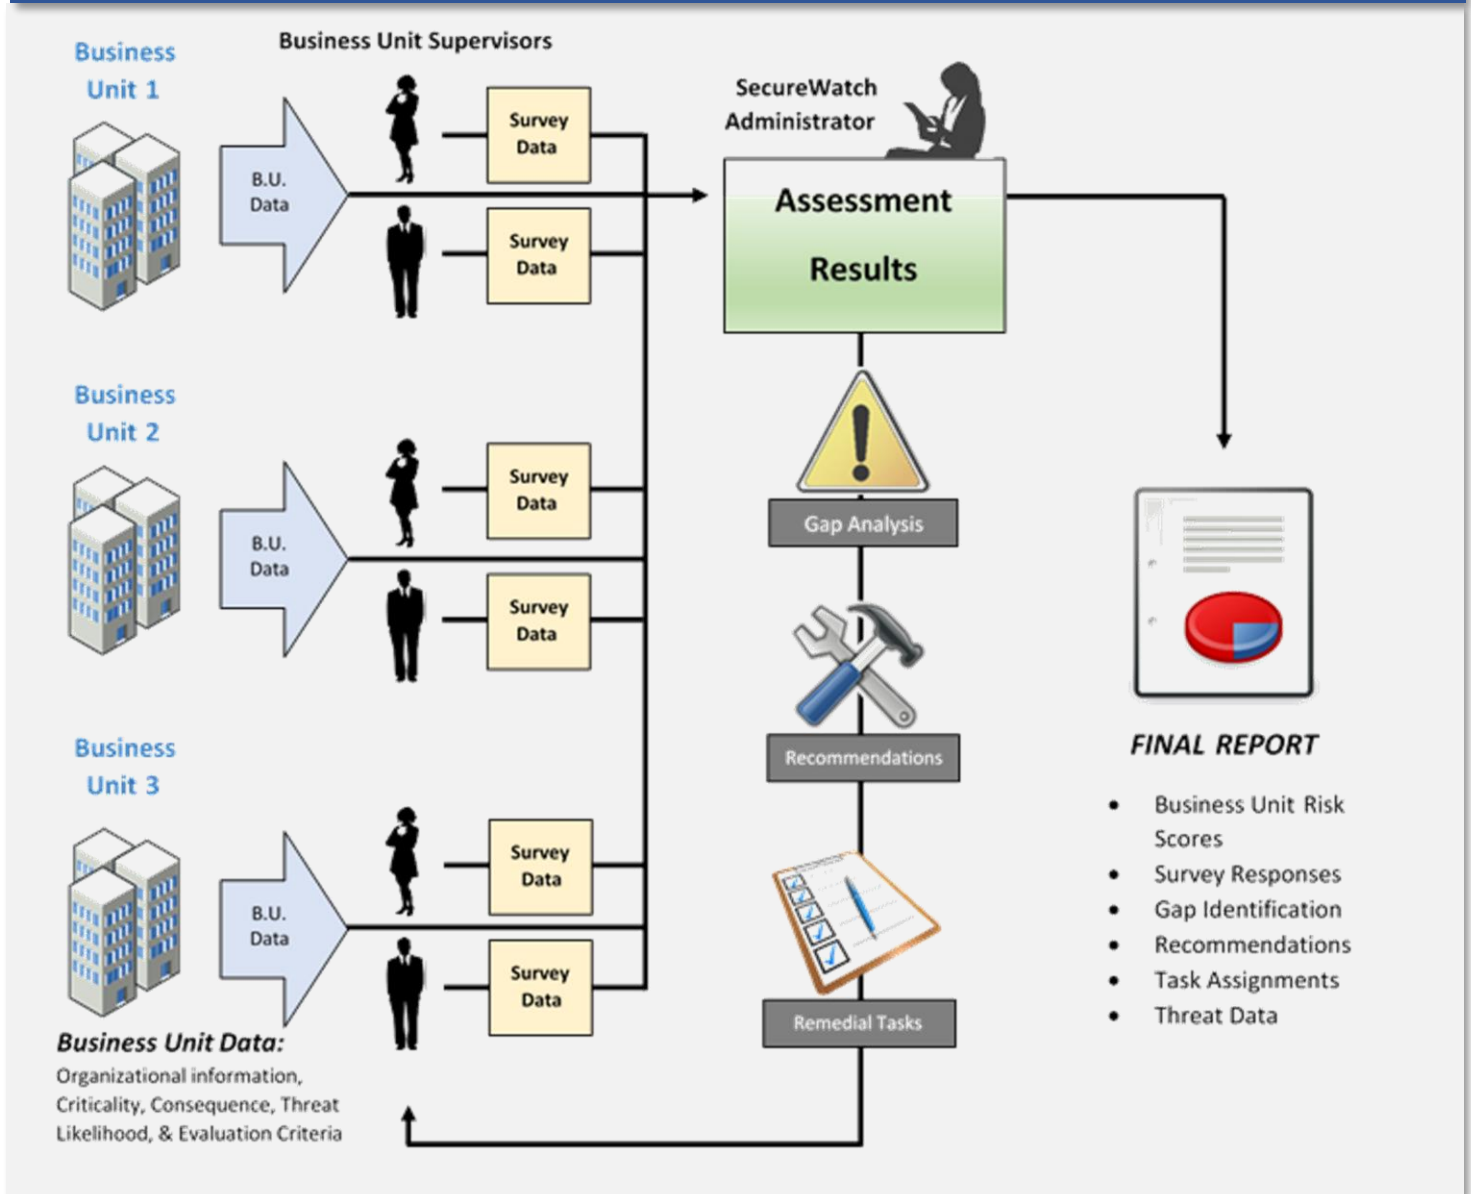 Business Unit Supervisors
Business
Unit 1
B.U.
Data
Survey
Data
Survey
Data
SecureWatch
Administrator
Assessment
Results
Business
Unit 2
B.U.
Data
Survey
Data
Survey
Data
Gap Analysis
Recommendations
Business
Unit 3
B.U.
Data
Survey
Data
Survey
Data
Remedial Tasks
Business Unit Data:
Organizational information,
Criticality, Consequence, Threat
Likelihood, & Evaluation Criteria
FINAL REPORT
• Business Unit Risk
Scores
• Survey Responses
• Gap Identification
• Recommendations
• Task Assignments
• Threat Data